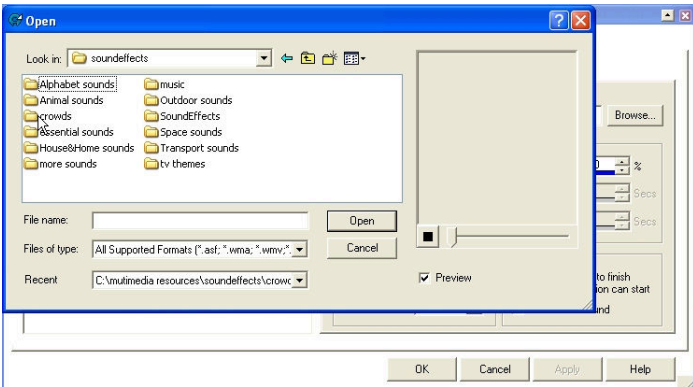 Open
Look in: soundeffects
Alphabet sounds music
Animal sounds Outdoor sounds
crowds SoundEffects
Essential sounds Space sounds
House&Home sounds Transport sounds
more sounds tv themes
File name: Open
Files of type: All Supported Formats (*.asf; *.wma; *.wmv;*. Cancel
Recent C:\mutimedia resources\soundeffects\crowc Preview
Browse...
0 %
Secs
Secs
to finish
ion can start
und
OK Cancel Apply Help